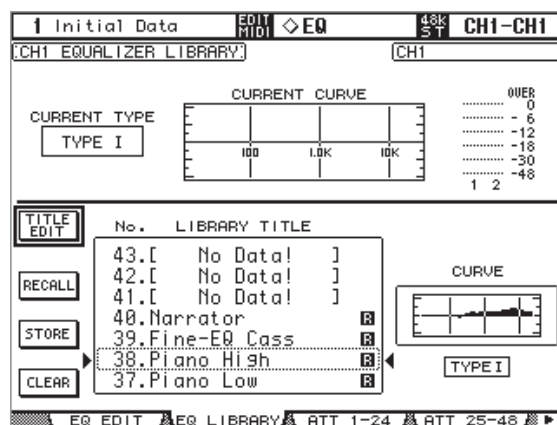 1 Initial Data EDIT MIDI ◇EQ 48K ST CH1-CH1
CH1 EQUALIZER LIBRARY CH1
CURRENT CURVE
CURRENT TYPE
TYPE I
100 1.0K 10K
OVER
0
- 6
-12
-18
-30
-48
1 2
TITLE EDIT
No. LIBRARY TITLE
43.[ No Data! ]
42.[ No Data! ]
41.[ No Data! ]
40.Narrator R
39.Fine-EQ Cass R
38.Piano High R
37.Piano Low R
RECALL
STORE
CLEAR
CURVE
TYPE I
EQ EDIT EQ LIBRARY ATT 1-24 ATT 25-48